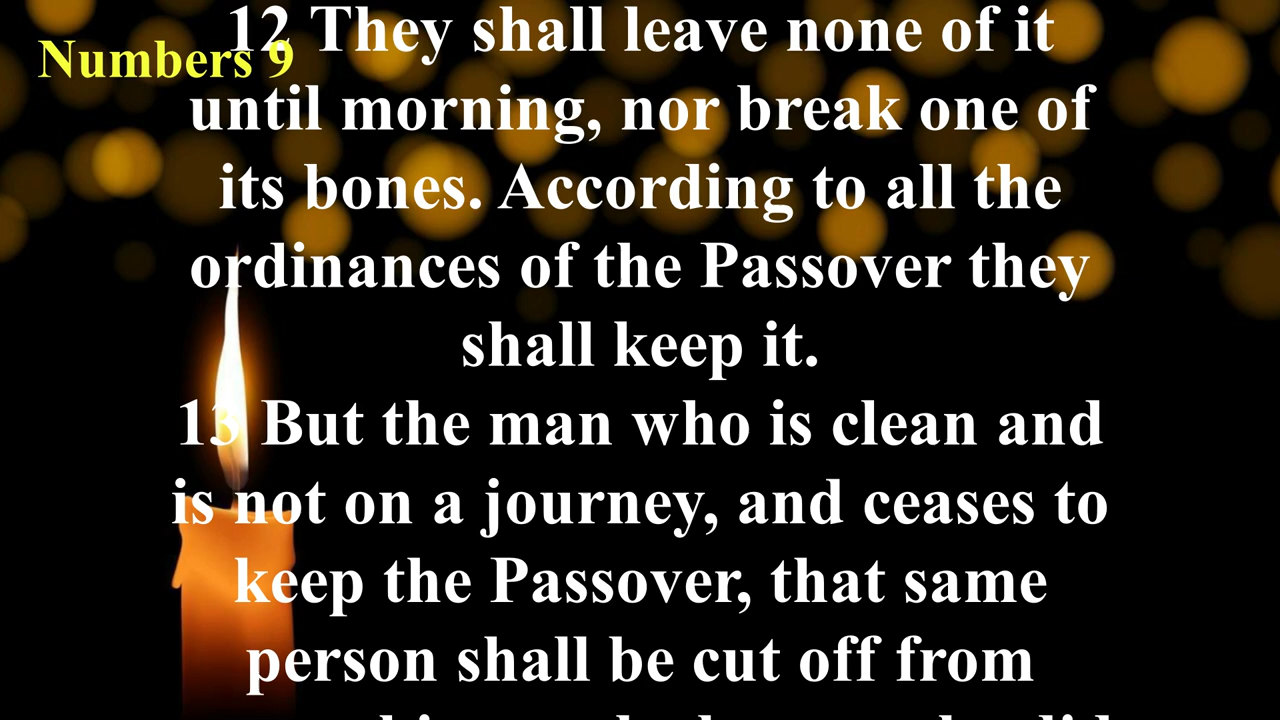 Numbers 9
12 They shall leave none of it
until morning, nor break one of
its bones. According to all the
ordinances of the Passover they
shall keep it.
13 But the man who is clean and
is not on a journey, and ceases to
keep the Passover, that same
person shall be cut off from